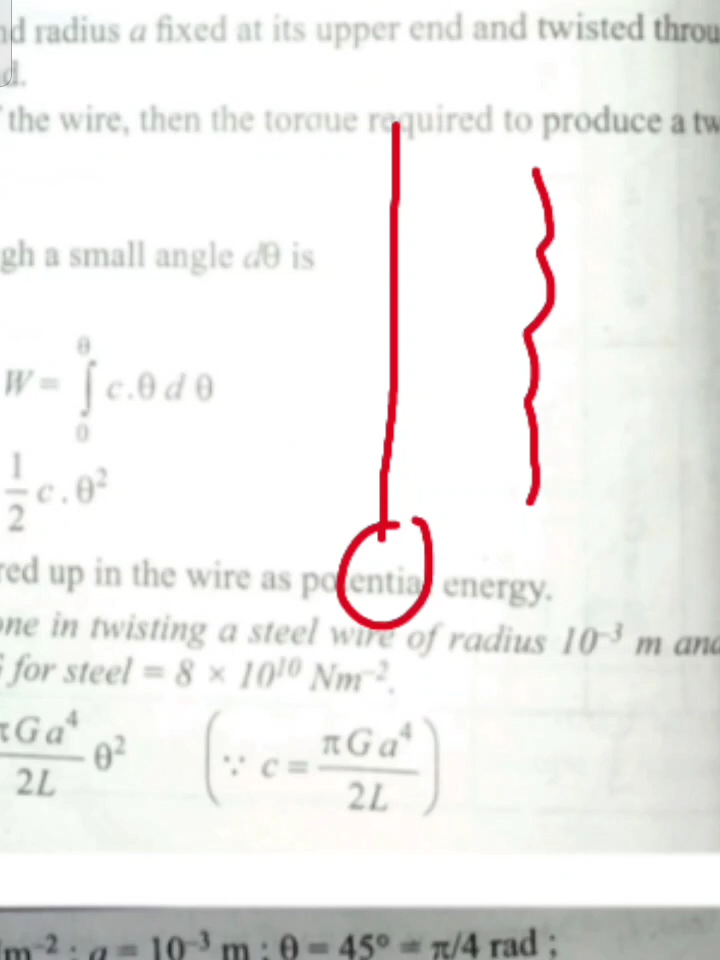 nd radius a fixed at its upper end and twisted throu
d.
the wire, then the torque required to produce a tw
gh a small angle dθ is
W = ∫₀^θ c.θ d θ
1/2 c . θ²
red up in the wire as potential energy.
one in twisting a steel wire of radius 10⁻³ m and
for steel = 8 × 10¹⁰ Nm⁻².
πGa⁴/2L θ² (∵ c = πGa⁴/2L)
m⁻² ; a = 10⁻³ m ; θ = 45° = π/4 rad ;